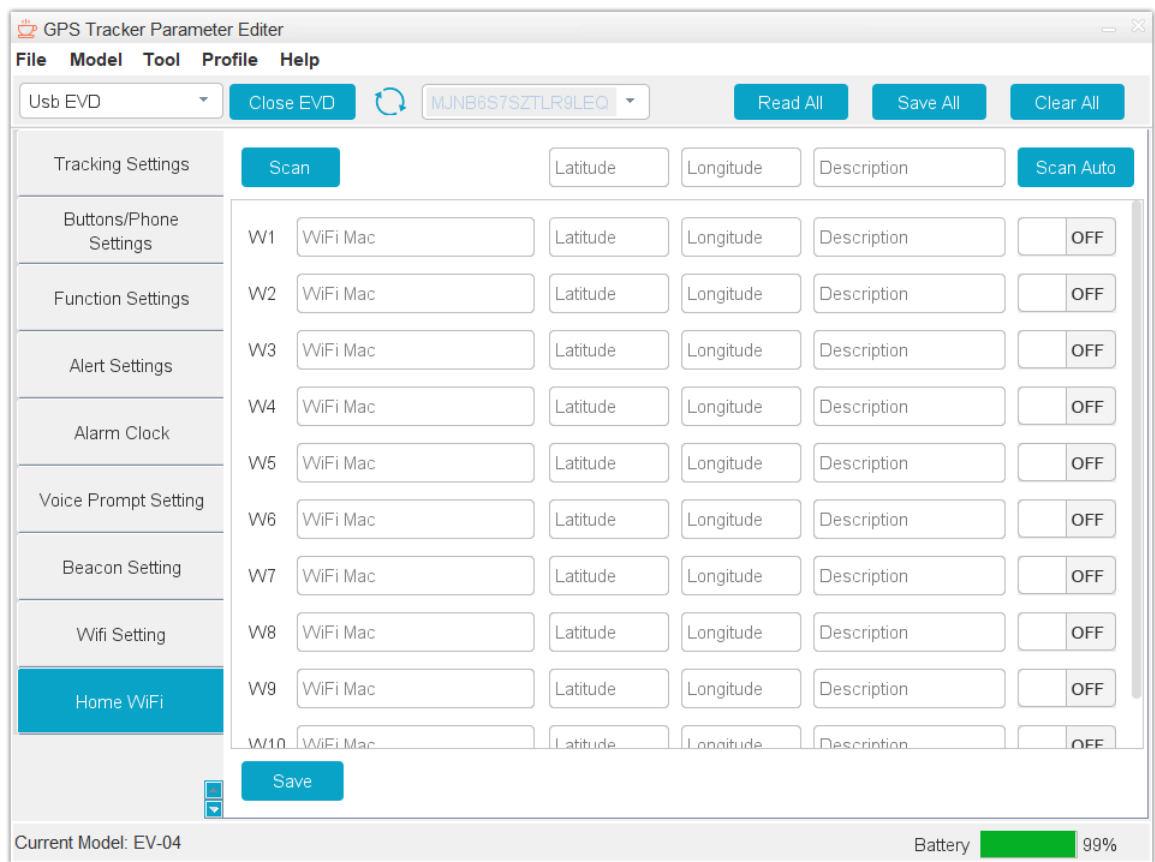 GPS Tracker Parameter Editer
File Model Tool Profile Help
Usb EVD Close EVD MJNB6S7SZTLR9LEQ Read All Save All Clear All
Tracking Settings
Buttons/Phone
Settings
Function Settings
Alert Settings
Alarm Clock
Voice Prompt Setting
Beacon Setting
Wifi Setting
Home WiFi
Scan Latitude Longitude Description Scan Auto
W1 WiFi Mac Latitude Longitude Description OFF
W2 WiFi Mac Latitude Longitude Description OFF
W3 WiFi Mac Latitude Longitude Description OFF
W4 WiFi Mac Latitude Longitude Description OFF
W5 WiFi Mac Latitude Longitude Description OFF
W6 WiFi Mac Latitude Longitude Description OFF
W7 WiFi Mac Latitude Longitude Description OFF
W8 WiFi Mac Latitude Longitude Description OFF
W9 WiFi Mac Latitude Longitude Description OFF
W10 WiFi Mac Latitude Longitude Description OFF
Save
Current Model: EV-04 Battery 99%